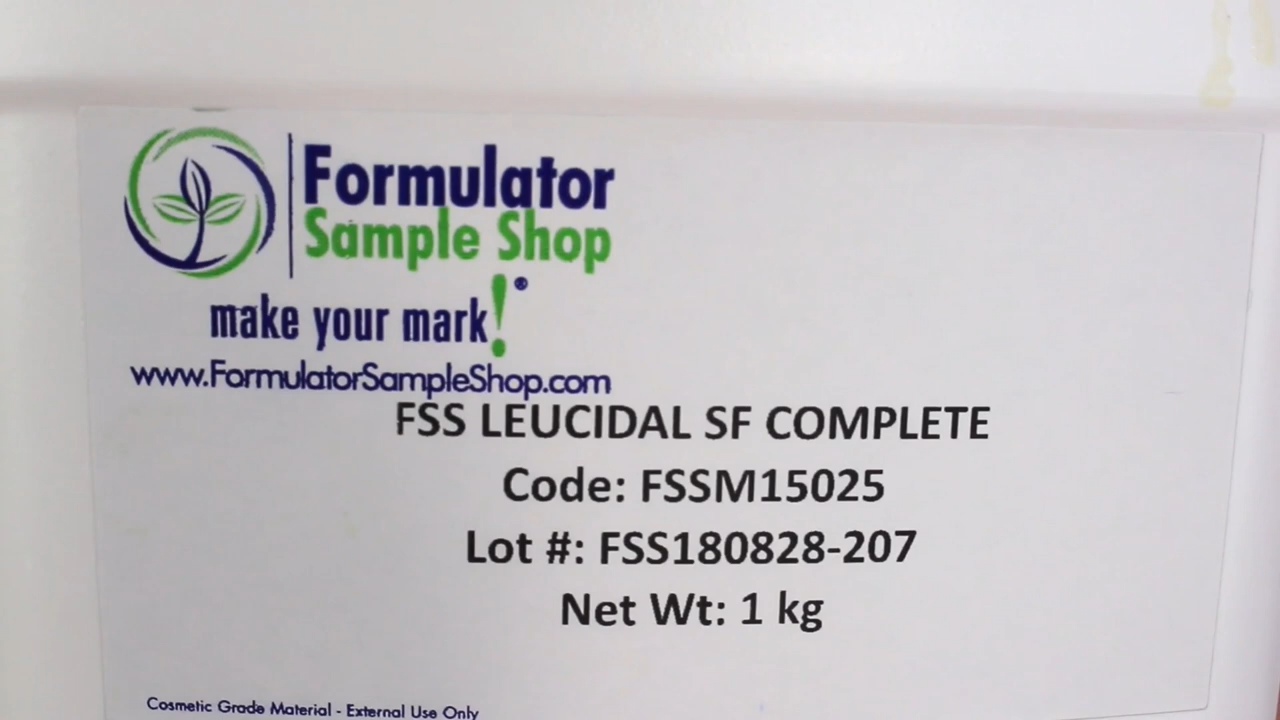 Formulator
Sample Shop
make your mark!®
www.FormulatorSampleShop.com
FSS LEUCIDAL SF COMPLETE
Code: FSSM15025
Lot #: FSS180828-207
Net Wt: 1 kg
Cosmetic Grade Material - External Use Only